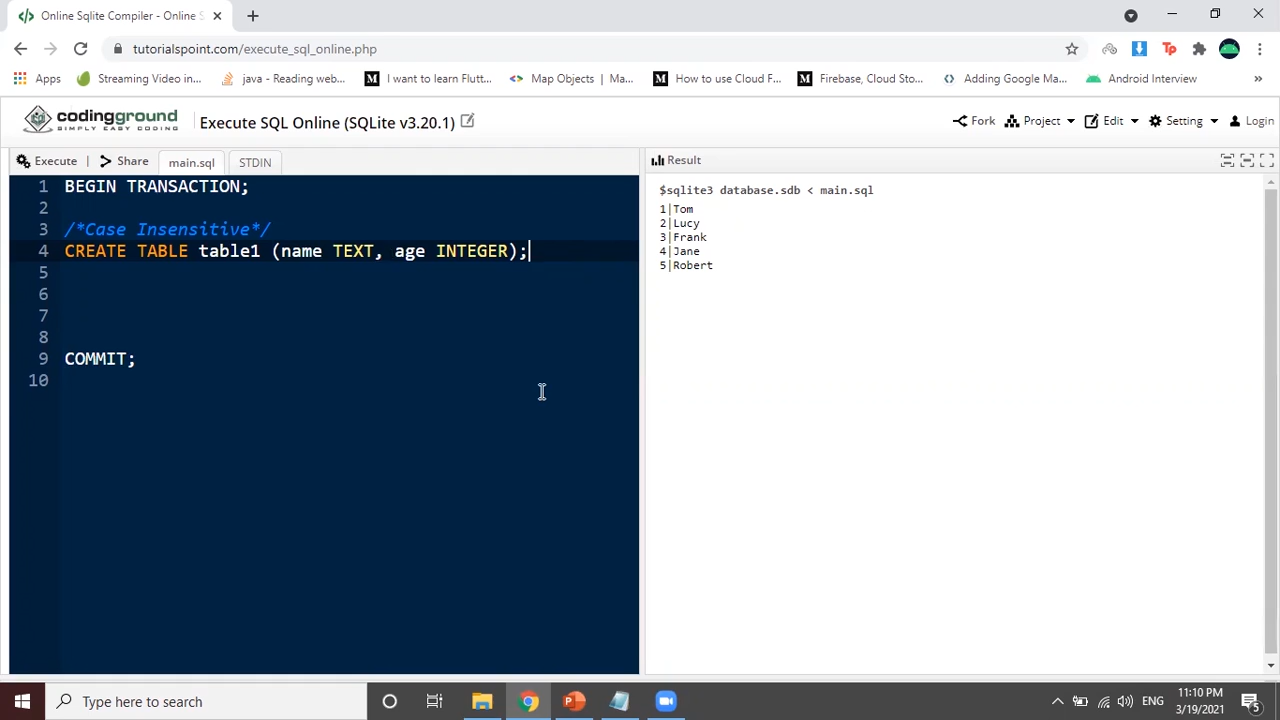 Online Sqlite Compiler - Online S
tutorialspoint.com/execute_sql_online.php
Apps
Streaming Video in...
java - Reading web...
I want to learn Flutt...
Map Objects | Ma...
How to use Cloud F...
Firebase, Cloud Sto...
Adding Google Ma...
Android Interview
»
codingground
SIMPLY EASY CODING
Execute SQL Online (SQLite v3.20.1)
Fork
Project
Edit
Setting
Login
Execute | Share
main.sql
STDIN
1 BEGIN TRANSACTION;
2
3 /*Case Insensitive*/
4 CREATE TABLE table1 (name TEXT, age INTEGER);
5
6
7
8
9 COMMIT;
10
Result
$sqlite3 database.sdb < main.sql
1|Tom
2|Lucy
3|Frank
4|Jane
5|Robert
Type here to search
ENG
11:10 PM
3/19/2021
5